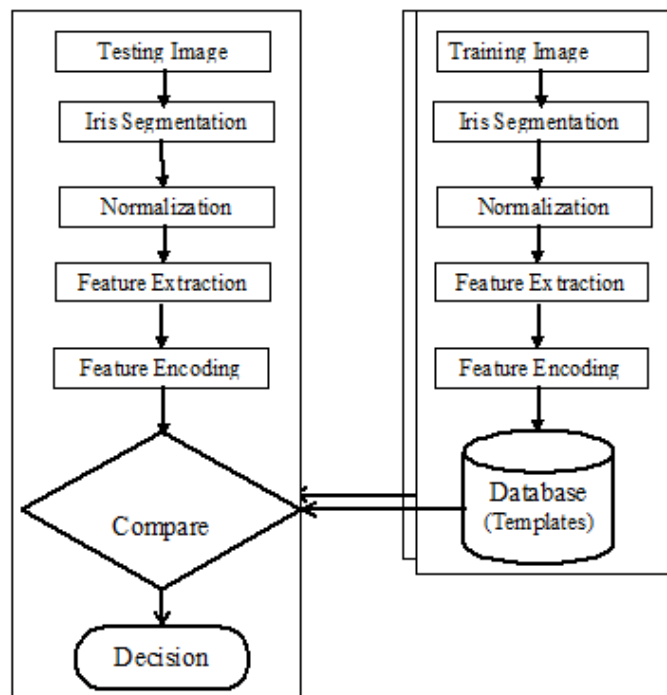 Testing Image
Iris Segmentation
Normalization
Feature Extraction
Feature Encoding
Compare
Decision
Training Image
Iris Segmentation
Normalization
Feature Extraction
Feature Encoding
Database
(Templates)